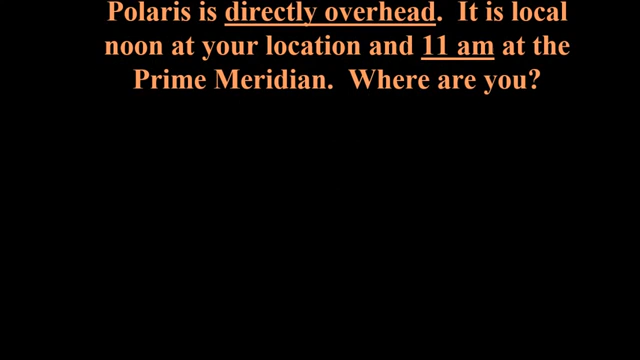 Polaris is directly overhead.  It is local
noon at your location and 11 am at the
Prime Meridian.  Where are you?